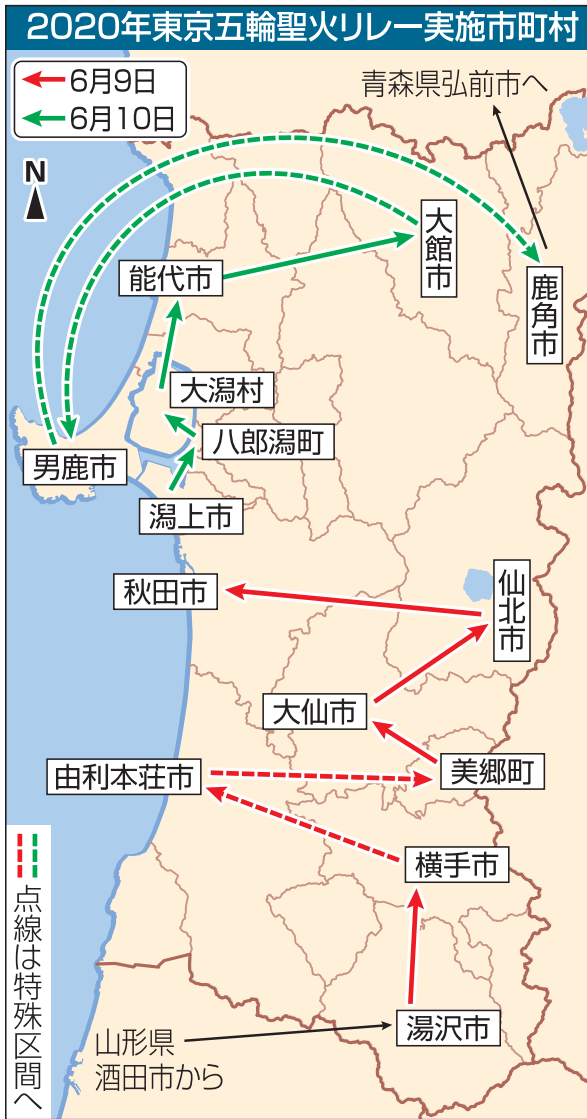 2020年東京五輪聖火リレー実施市町村
6月9日
6月10日
青森県弘前市へ
N
大館市
能代市
鹿角市
大潟村
八郎潟町
男鹿市
潟上市
秋田市
仙北市
大仙市
由利本荘市
美郷町
横手市
点線は特殊区間へ
湯沢市
山形県
酒田市から